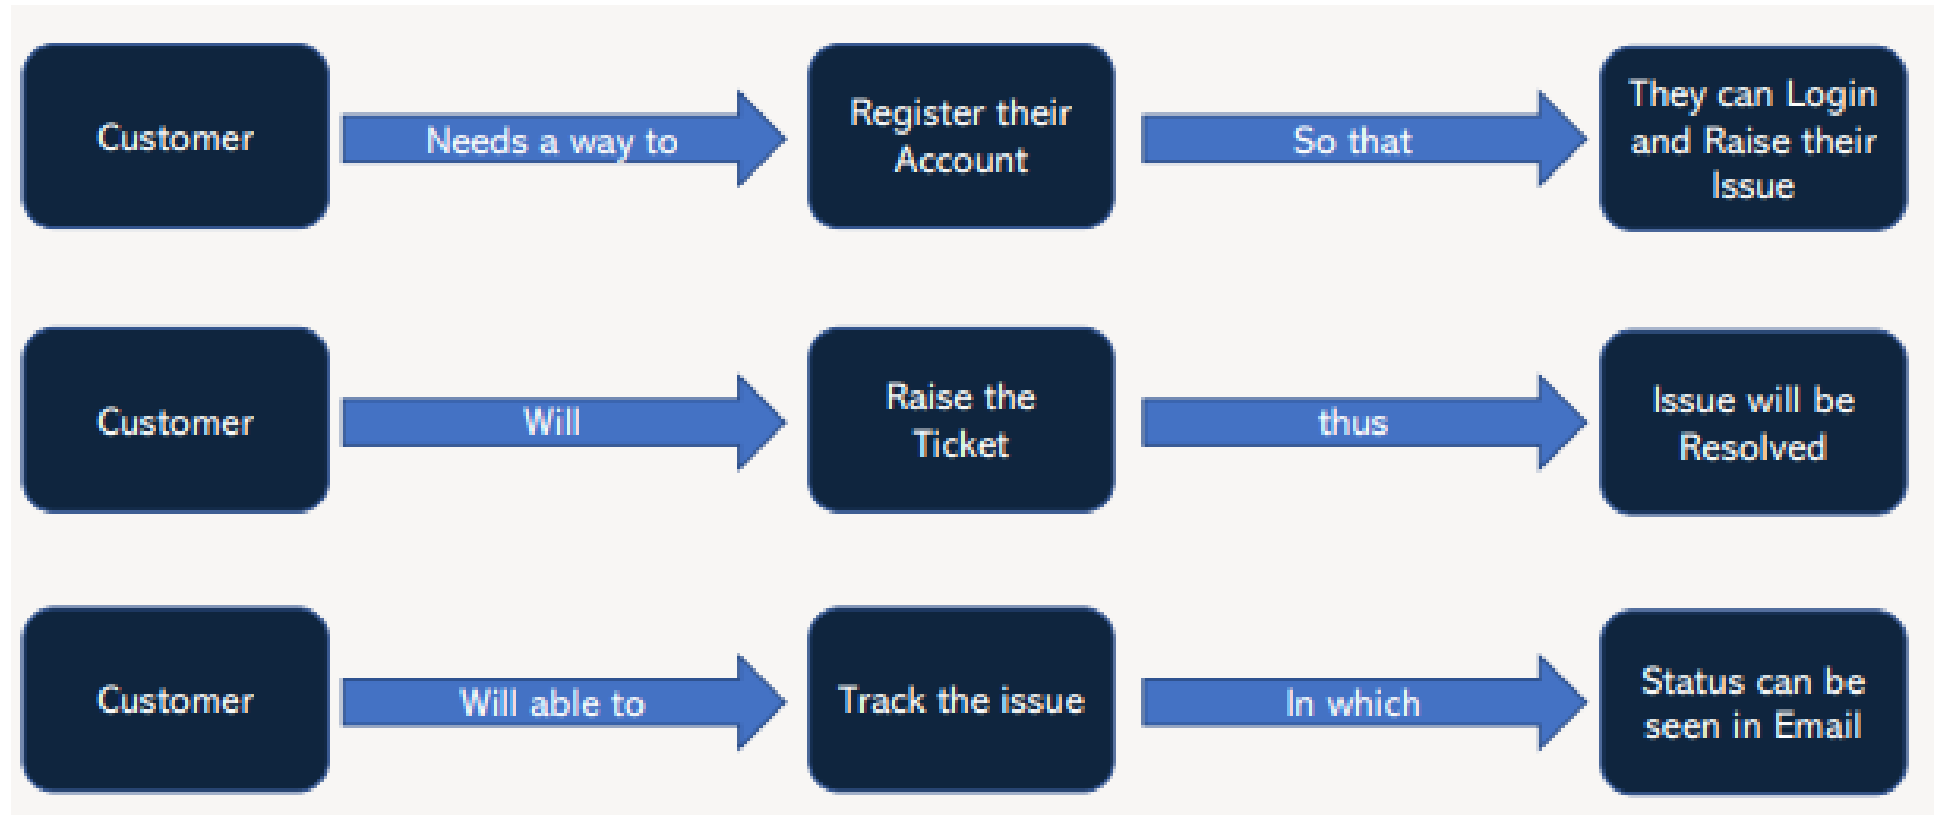 Customer
Needs a way to
Register their
Account
So that
They can Login
and Raise their
Issue
Customer
Will
Raise the
Ticket
thus
Issue will be
Resolved
Customer
Will able to
Track the issue
In which
Status can be
seen in Email